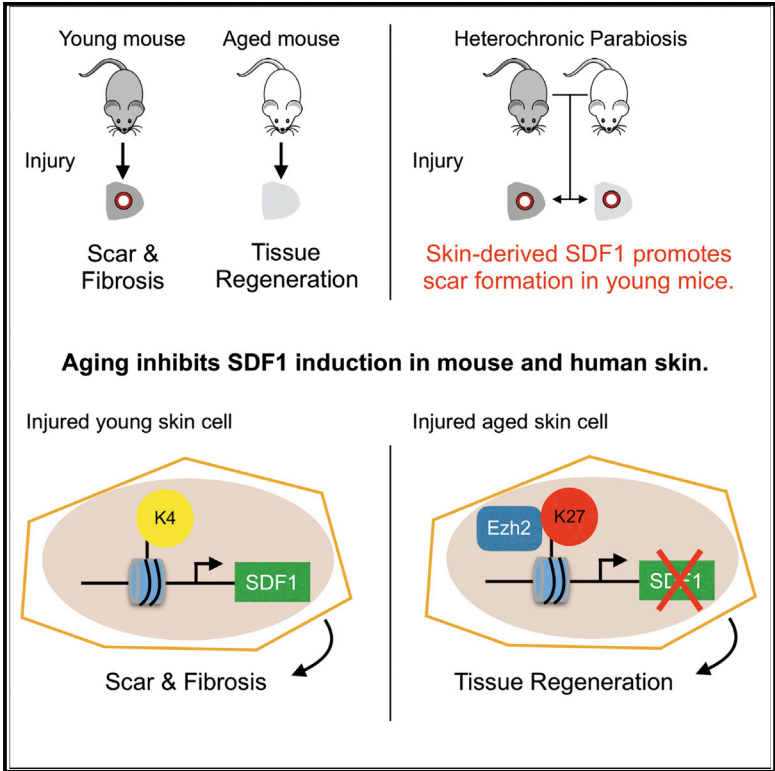 Young mouse
Aged mouse
Injury
Scar &
Fibrosis
Tissue
Regeneration
Heterochronic Parabiosis
Injury
Skin-derived SDF1 promotes
scar formation in young mice.
Aging inhibits SDF1 induction in mouse and human skin.
Injured young skin cell
K4
SDF1
Scar & Fibrosis
Injured aged skin cell
Ezh2
K27
SDF1
Tissue Regeneration